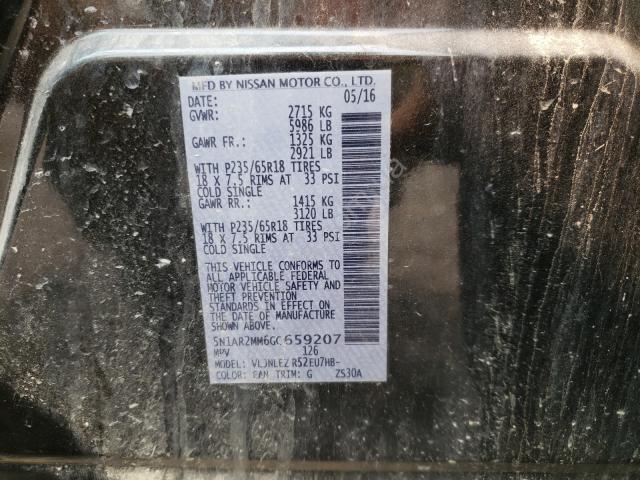 MFD BY NISSAN MOTOR CO., LTD.
DATE: 05/16
GVWR: 2715 KG
5986 LB
GAWR FR.: 1325 KG
2921 LB
WITH P235/65R18 TIRES
18 X 7.5 RIMS AT 33 PSI
COLD SINGLE
GAWR RR.: 1415 KG
3120 LB
WITH P235/65R18 TIRES
18 X 7.5 RIMS AT 33 PSI
COLD SINGLE
THIS VEHICLE CONFORMS TO
ALL APPLICABLE FEDERAL
MOTOR VEHICLE SAFETY AND
THEFT PREVENTION
STANDARDS IN EFFECT ON
THE DATE OF MANUFACTURE
SHOWN ABOVE.
5N1AR2MM6GC659207
MPV 126
MODEL: R52EU7HB-
COLOR: TRIM: G ZS30A